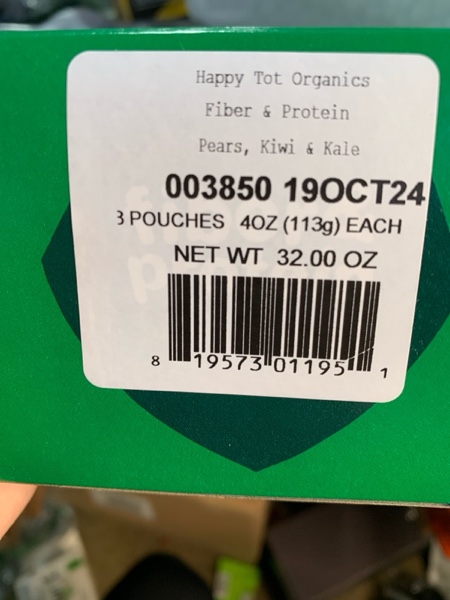 Happy Tot Organics
Fiber & Protein
Pears, Kiwi & Kale
003850 19OCT24
3 POUCHES 4OZ (113g) EACH
NET WT 32.00 OZ
8 19573 01195 1